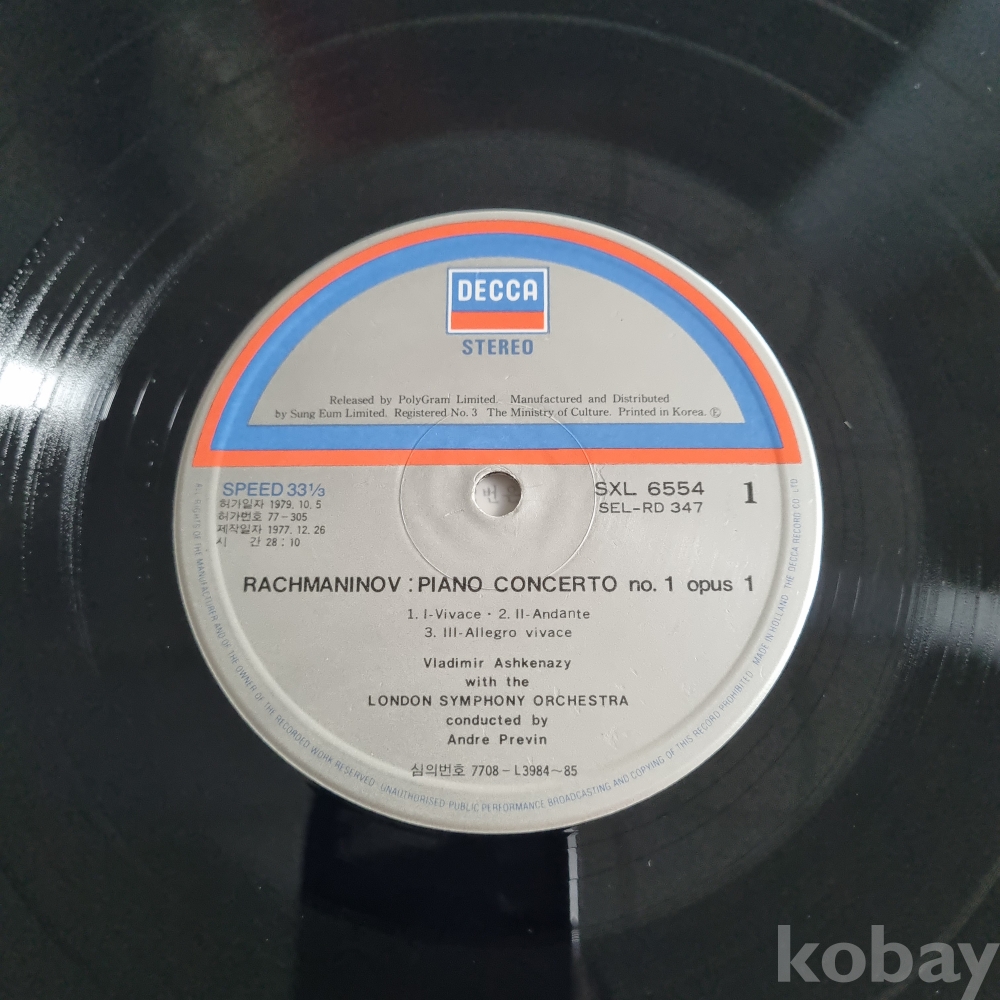 DECCA
STEREO
Released by PolyGram Limited. Manufactured and Distributed
by Sung Eum Limited. Registered No. 3 The Ministry of Culture. Printed in Korea. Ⓔ
SPEED 33⅓
허가일자 1979. 10. 5
허가번호 77-305
제작일자 1977. 12. 26
시 간 28 : 10
SXL 6554
SEL-RD 347
1
RACHMANINOV : PIANO CONCERTO no. 1 opus 1
1. I-Vivace · 2. II-Andante
3. III-Allegro vivace
Vladimir Ashkenazy
with the
LONDON SYMPHONY ORCHESTRA
conducted by
Andre Previn
심의번호 7708-L3984~85
ALL RIGHTS OF THE MANUFACTURER AND OF THE OWNER OF THE RECORDED WORK RESERVED · UNAUTHORISED PUBLIC PERFORMANCE BROADCASTING AND COPYING OF THIS RECORD PROHIBITED. MADE IN HOLLAND · THE DECCA RECORD CO. LTD
kobay